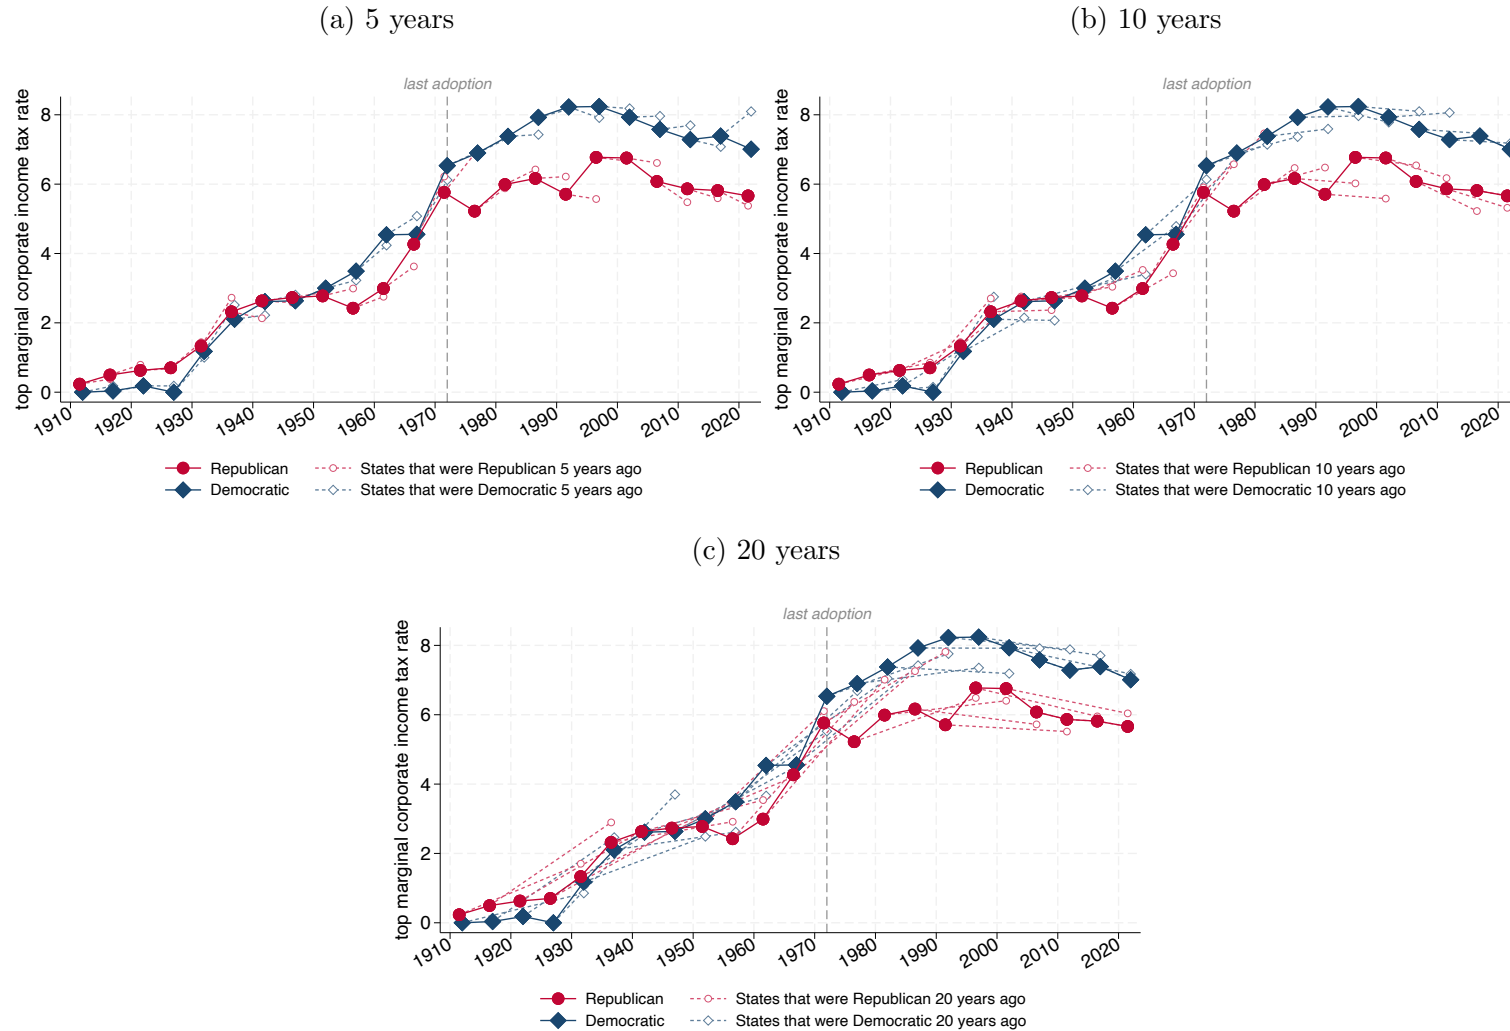 (a) 5 years
(b) 10 years
last adoption
last adoption
top marginal corporate income tax rate
8
6
4
2
0
1910 1920 1930 1940 1950 1960 1970 1980 1990 2000 2010 2020
top marginal corporate income tax rate
8
6
4
2
0
1910 1920 1930 1940 1950 1960 1970 1980 1990 2000 2010 2020
Republican States that were Republican 5 years ago
Democratic States that were Democratic 5 years ago
Republican States that were Republican 10 years ago
Democratic States that were Democratic 10 years ago
(c) 20 years
last adoption
top marginal corporate income tax rate
8
6
4
2
0
1910 1920 1930 1940 1950 1960 1970 1980 1990 2000 2010 2020
Republican States that were Republican 20 years ago
Democratic States that were Democratic 20 years ago